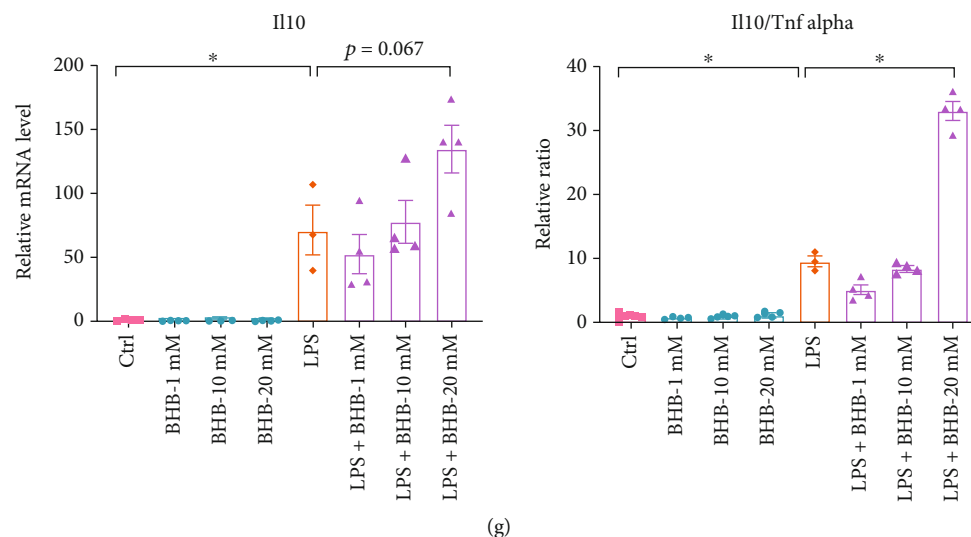 Il10
*
p = 0.067
Relative mRNA level
200
150
100
50
0
Ctrl
BHB-1 mM
BHB-10 mM
BHB-20 mM
LPS
LPS + BHB-1 mM
LPS + BHB-10 mM
LPS + BHB-20 mM
Il10/Tnf alpha
*
*
Relative ratio
40
30
20
10
0
Ctrl
BHB-1 mM
BHB-10 mM
BHB-20 mM
LPS
LPS + BHB-1 mM
LPS + BHB-10 mM
LPS + BHB-20 mM
(g)